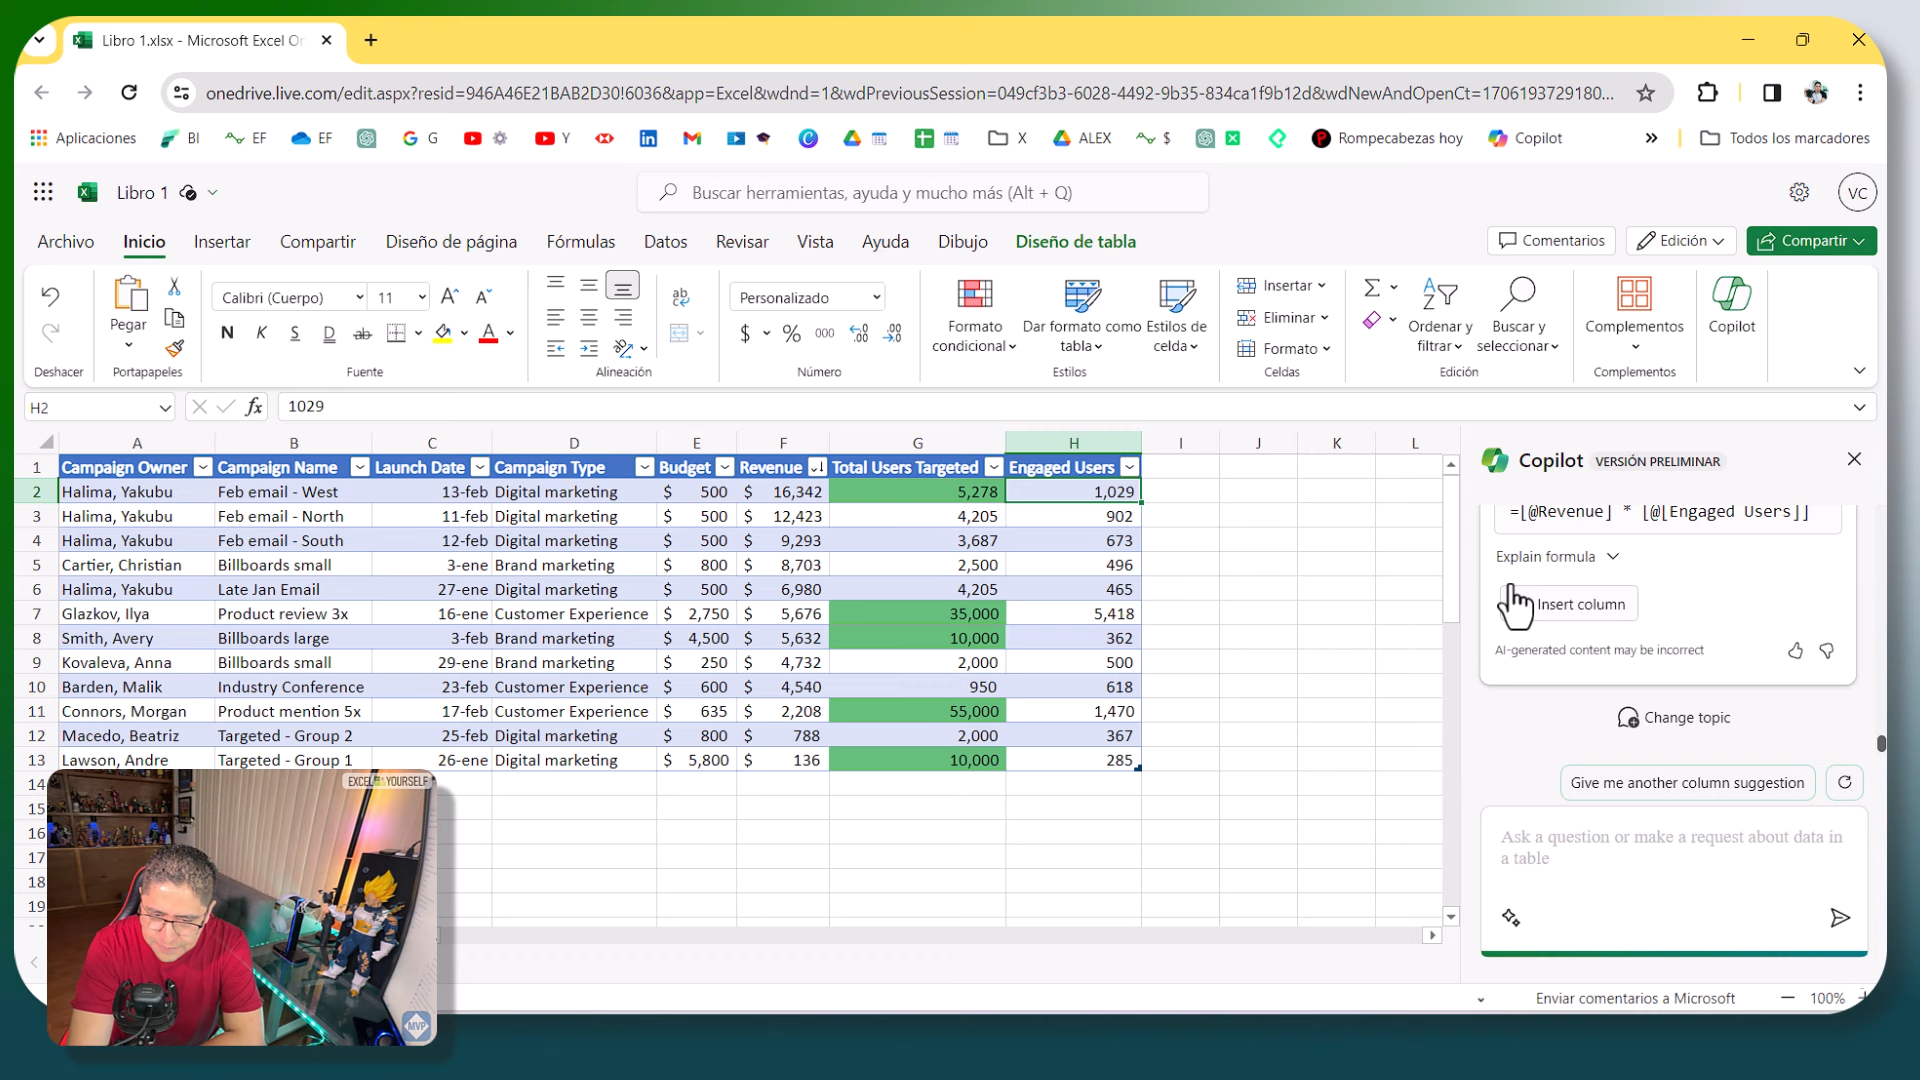 Libro 1.xlsx - Microsoft Excel On
onedrive.live.com/edit.aspx?resid=946A46E21BAB2D30!6036&app=Excel&wdnd=1&wdPreviousSession=049cf3b3-6028-4492-9b35-834ca1f9b12d&wdNewAndOpenCt=1706193729180...
Aplicaciones BI EF EF G Y X ALEX $ Rompecabezas hoy Copilot » Todos los marcadores
Libro 1
Buscar herramientas, ayuda y mucho más (Alt + Q)
VC
Archivo Inicio Insertar Compartir Diseño de página Fórmulas Datos Revisar Vista Ayuda Dibujo Diseño de tabla
Comentarios Edición Compartir
Pegar
Calibri (Cuerpo) 11
N K S D ab A
ab
Personalizado
$ % 000
Formato condicional
Dar formato como tabla
Estilos de celda
Insertar
Eliminar
Formato
Ordenar y filtrar
Buscar y seleccionar
Complementos
Copilot
Deshacer Portapapeles Fuente Alineación Número Estilos Celdas Edición Complementos
H2 fx 1029
A B C D E F G H I J K L
1 Campaign Owner Campaign Name Launch Date Campaign Type Budget Revenue Total Users Targeted Engaged Users
2 Halima, Yakubu Feb email - West 13-feb Digital marketing $ 500 $ 16,342 5,278 1,029
3 Halima, Yakubu Feb email - North 11-feb Digital marketing $ 500 $ 12,423 4,205 902
4 Halima, Yakubu Feb email - South 12-feb Digital marketing $ 500 $ 9,293 3,687 673
5 Cartier, Christian Billboards small 3-ene Brand marketing $ 800 $ 8,703 2,500 496
6 Halima, Yakubu Late Jan Email 27-ene Digital marketing $ 500 $ 6,980 4,205 465
7 Glazkov, Ilya Product review 3x 16-ene Customer Experience $ 2,750 $ 5,676 35,000 5,418
8 Smith, Avery Billboards large 3-feb Brand marketing $ 4,500 $ 5,632 10,000 362
9 Kovaleva, Anna Billboards small 29-ene Brand marketing $ 250 $ 4,732 2,000 500
10 Barden, Malik Industry Conference 23-feb Customer Experience $ 600 $ 4,540 950 618
11 Connors, Morgan Product mention 5x 17-feb Customer Experience $ 635 $ 2,208 55,000 1,470
12 Macedo, Beatriz Targeted - Group 2 25-feb Digital marketing $ 800 $ 788 2,000 367
13 Lawson, Andre Targeted - Group 1 26-ene Digital marketing $ 5,800 $ 136 10,000 285
14
15
16
17
18
19
EXCEL YOURSELF
MVP
Copilot VERSIÓN PRELIMINAR
=[@Revenue] * [@[Engaged Users]]
Explain formula
Insert column
AI-generated content may be incorrect
Change topic
Give me another column suggestion
Ask a question or make a request about data in
a table
Enviar comentarios a Microsoft 100%